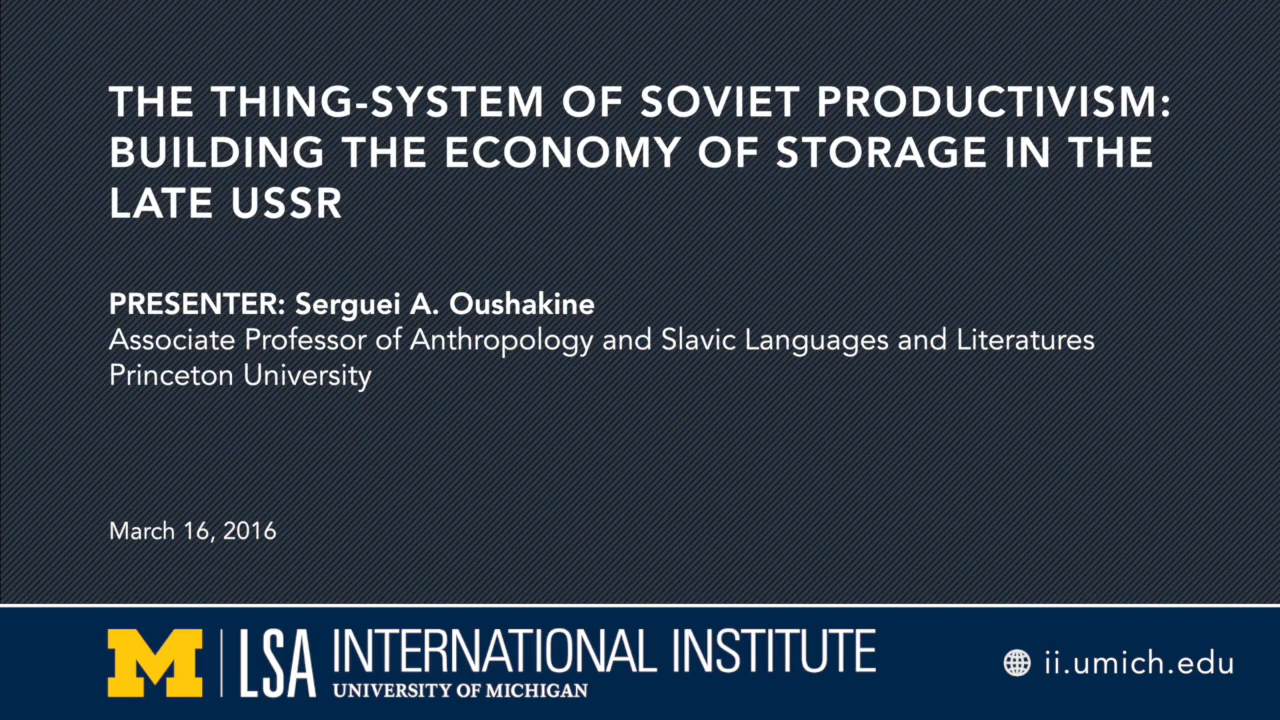 THE THING-SYSTEM OF SOVIET PRODUCTIVISM:
BUILDING THE ECONOMY OF STORAGE IN THE
LATE USSR
PRESENTER: Serguei A. Oushakine
Associate Professor of Anthropology and Slavic Languages and Literatures
Princeton University
March 16, 2016
M LSA INTERNATIONAL INSTITUTE
UNIVERSITY OF MICHIGAN
ii.umich.edu